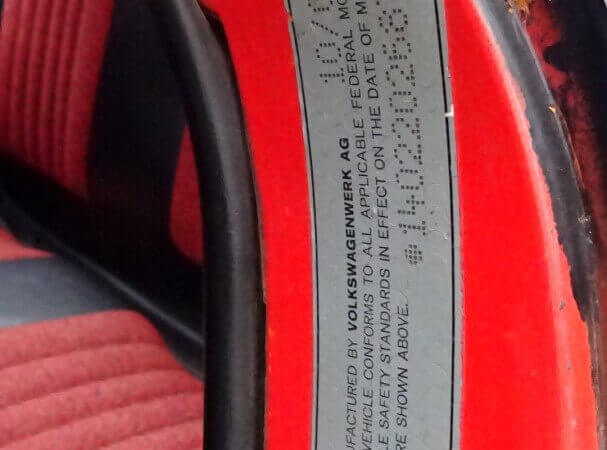 UFACTURED BY VOLKSWAGENWERK AG 10/
VEHICLE CONFORMS TO ALL APPLICABLE FEDERAL MO
LE SAFETY STANDARDS IN EFFECT ON THE DATE OF M
RE SHOWN ABOVE.